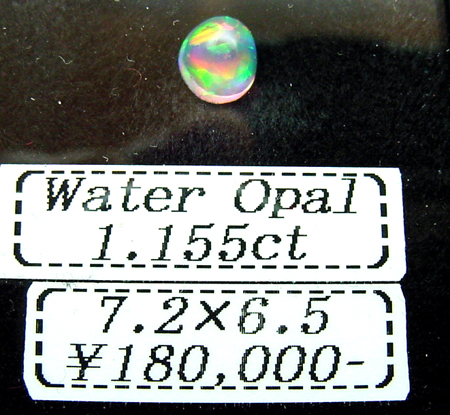 Water Opal
1.155ct
7.2×6.5
¥180,000-